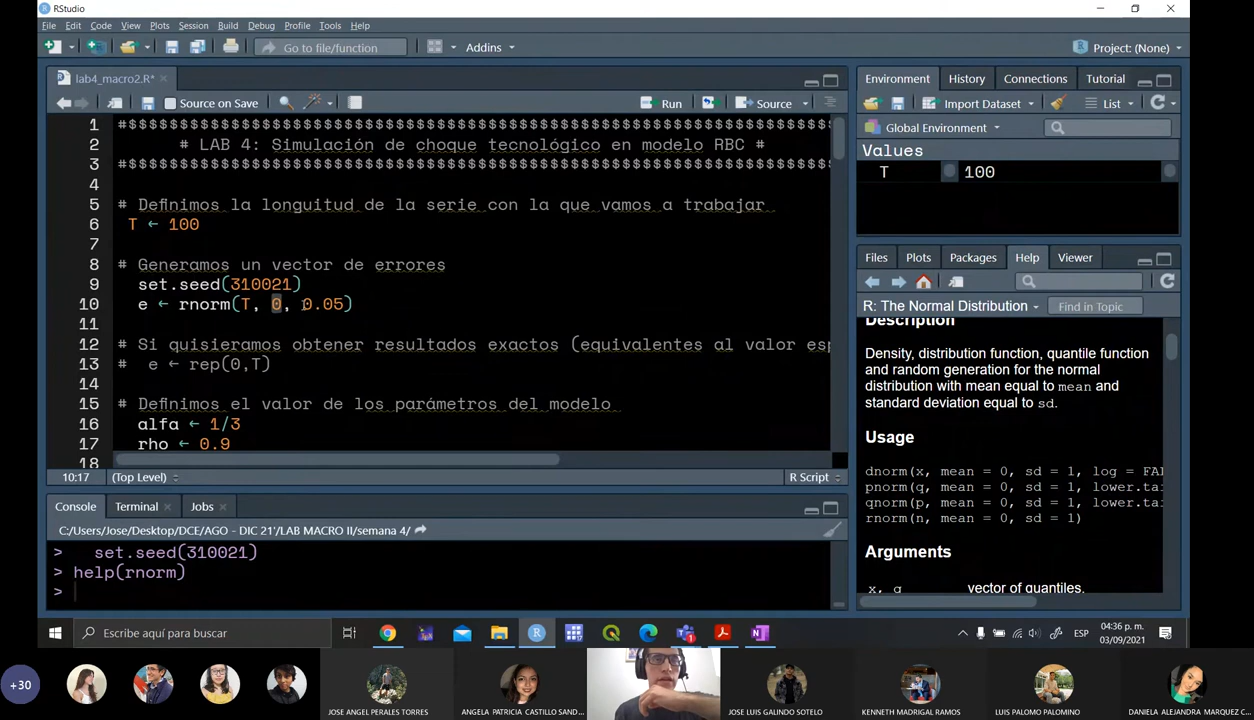 RStudio
File Edit Code View Plots Session Build Debug Profile Tools Help
Go to file/function
Addins
Project: (None)
lab4_macro2.R*
Source on Save
Run
Source
1 #$$$$$$$$$$$$$$$$$$$$$$$$$$$$$$$$$$$$$$$$$$$$$$$$$$$$$$$$$$$$$$$$$$$$
2 # LAB 4: Simulación de choque tecnológico en modelo RBC #
3 #$$$$$$$$$$$$$$$$$$$$$$$$$$$$$$$$$$$$$$$$$$$$$$$$$$$$$$$$$$$$$$$$$$$$
4
5 # Definimos la longuitud de la serie con la que vamos a trabajar
6 T ← 100
7
8 # Generamos un vector de errores
9 set.seed(310021)
10 e ← rnorm(T, 0, 0.05)
11
12 # Si quisieramos obtener resultados exactos (equivalentes al valor esp
13 # e ← rep(0,T)
14
15 # Definimos el valor de los parámetros del modelo
16 alfa ← 1/3
17 rho ← 0.9
18
10:17 (Top Level) R Script
Console Terminal Jobs
C:/Users/Jose/Desktop/DCE/AGO - DIC 21'/LAB MACRO II/semana 4/
> set.seed(310021)
> help(rnorm)
>
Environment History Connections Tutorial
Import Dataset List
Global Environment
Values
T 100
Files Plots Packages Help Viewer
R: The Normal Distribution Find in Topic
Description
Density, distribution function, quantile function
and random generation for the normal
distribution with mean equal to mean and
standard deviation equal to sd.
Usage
dnorm(x, mean = 0, sd = 1, log = FAL
pnorm(q, mean = 0, sd = 1, lower.tai
qnorm(p, mean = 0, sd = 1, lower.tai
rnorm(n, mean = 0, sd = 1)
Arguments
x, q vector of quantiles.
Escribe aquí para buscar
ESP
04:36 p. m.
03/09/2021
+30
JOSE ANGEL PERALES TORRES
ANGELA PATRICIA CASTILLO SAND...
JOSE LUIS GALINDO SOTELO
KENNETH MADRIGAL RAMOS
LUIS PALOMO PALOMINO
DANIELA ALEJANDRA MARQUEZ C...